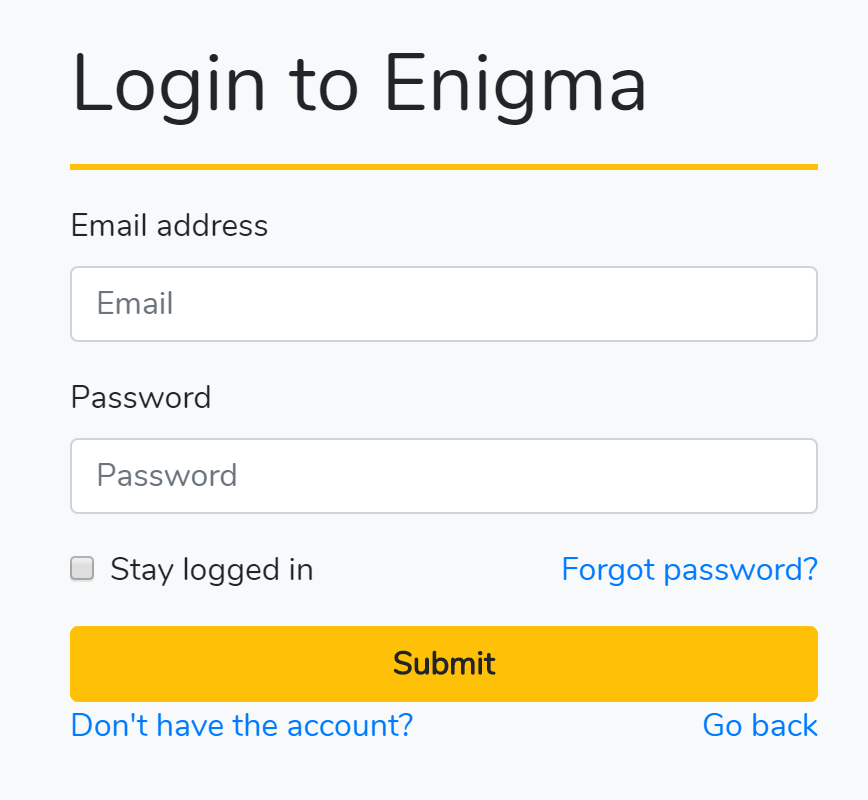 Login to Enigma
Email address
Email
Password
Password
Stay logged in Forgot password?
Submit
Don't have the account? Go back